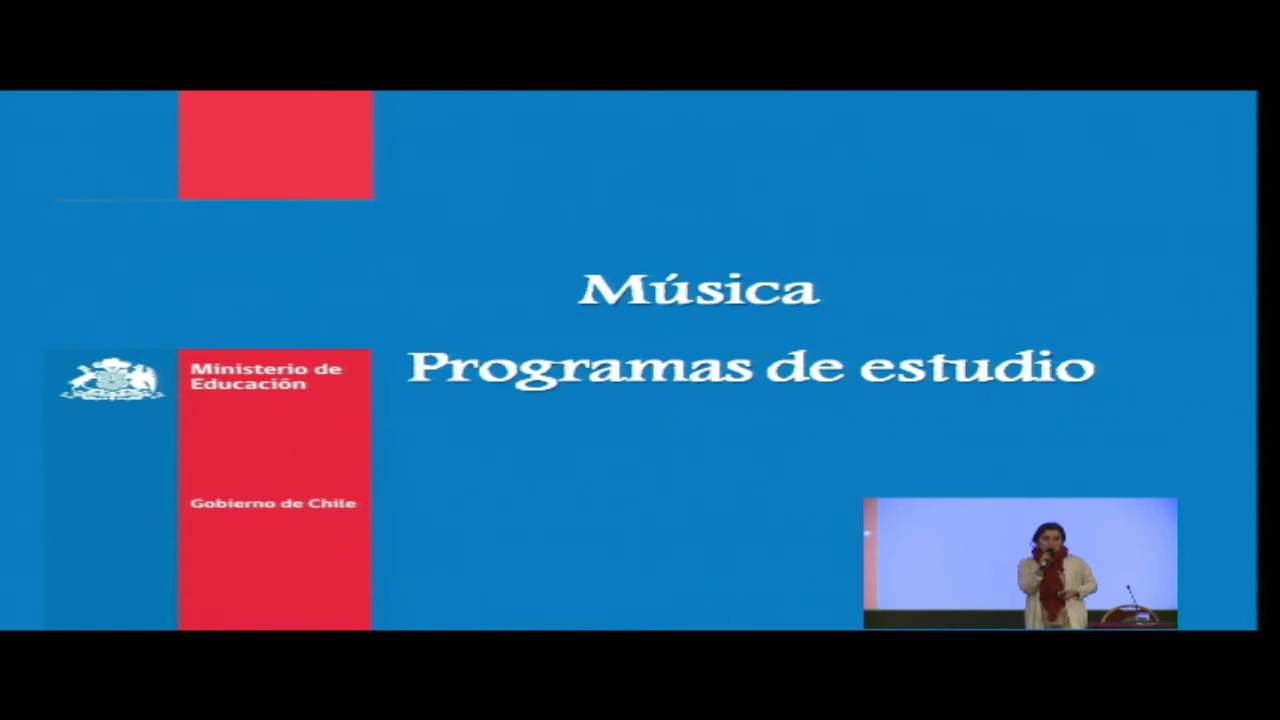 Música
Programas de estudio
Ministerio de
Educación
Gobierno de Chile